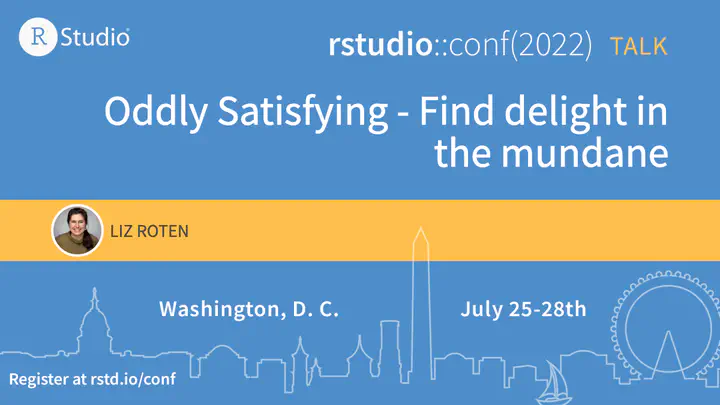 R Studio
rstudio::conf(2022) TALK
Oddly Satisfying - Find delight in
the mundane
LIZ ROTEN
Washington, D. C. July 25-28th
Register at rstd.io/conf